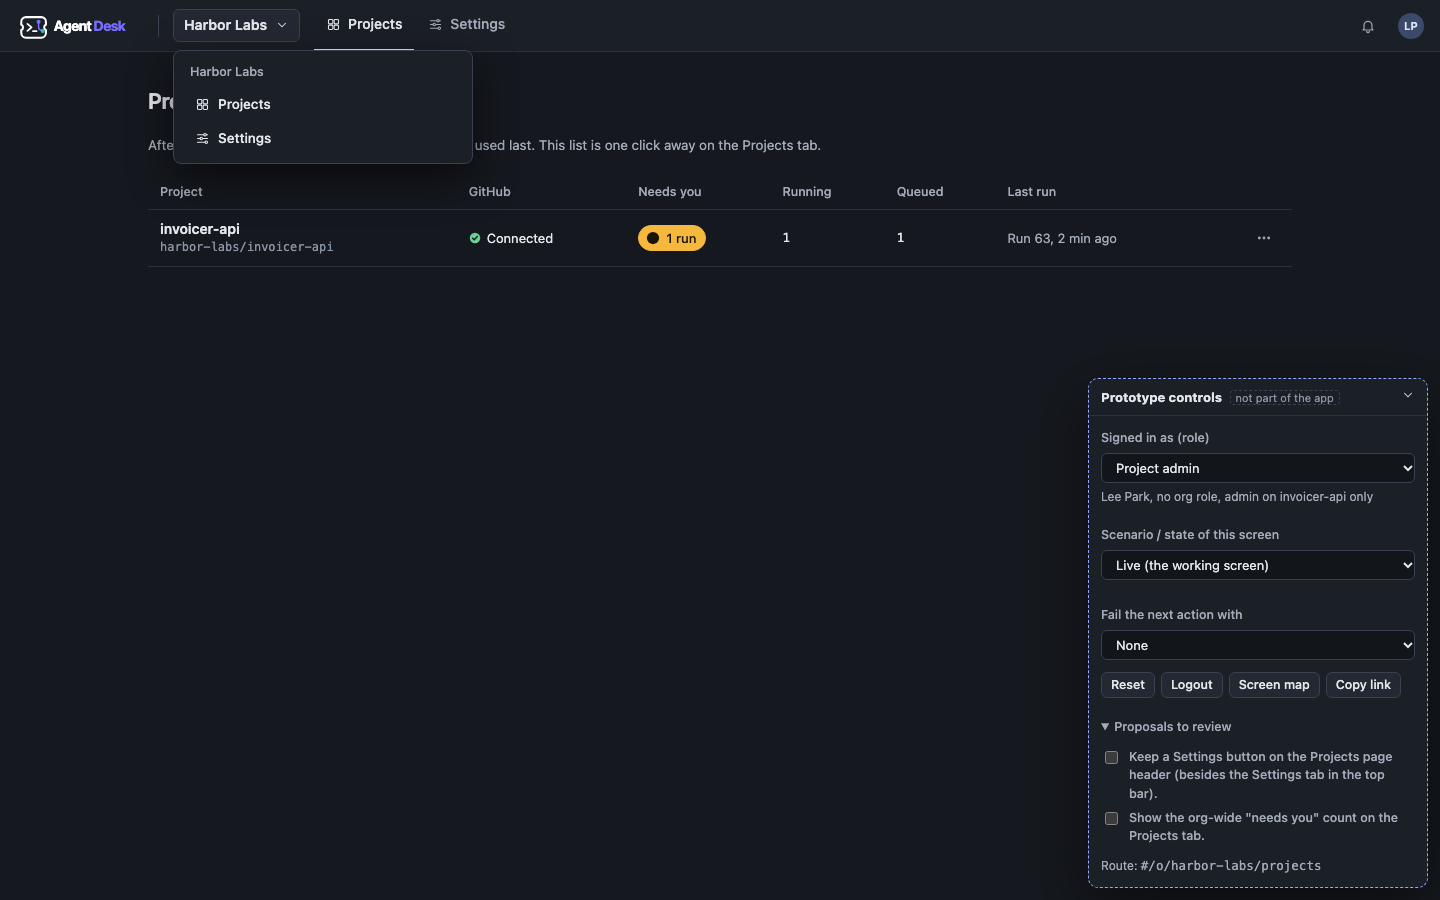 AgentDesk
Harbor Labs
Projects
Settings
LP
Harbor Labs
Projects
Settings
used last. This list is one click away on the Projects tab.
Project
GitHub
Needs you
Running
Queued
Last run
invoicer-api
harbor-labs/invoicer-api
Connected
1 run
1
1
Run 63, 2 min ago
Prototype controls
not part of the app
Signed in as (role)
Project admin
Lee Park, no org role, admin on invoicer-api only
Scenario / state of this screen
Live (the working screen)
Fail the next action with
None
Reset
Logout
Screen map
Copy link
Proposals to review
Keep a Settings button on the Projects page
header (besides the Settings tab in the top
bar).
Show the org-wide "needs you" count on the
Projects tab.
Route: #/o/harbor-labs/projects